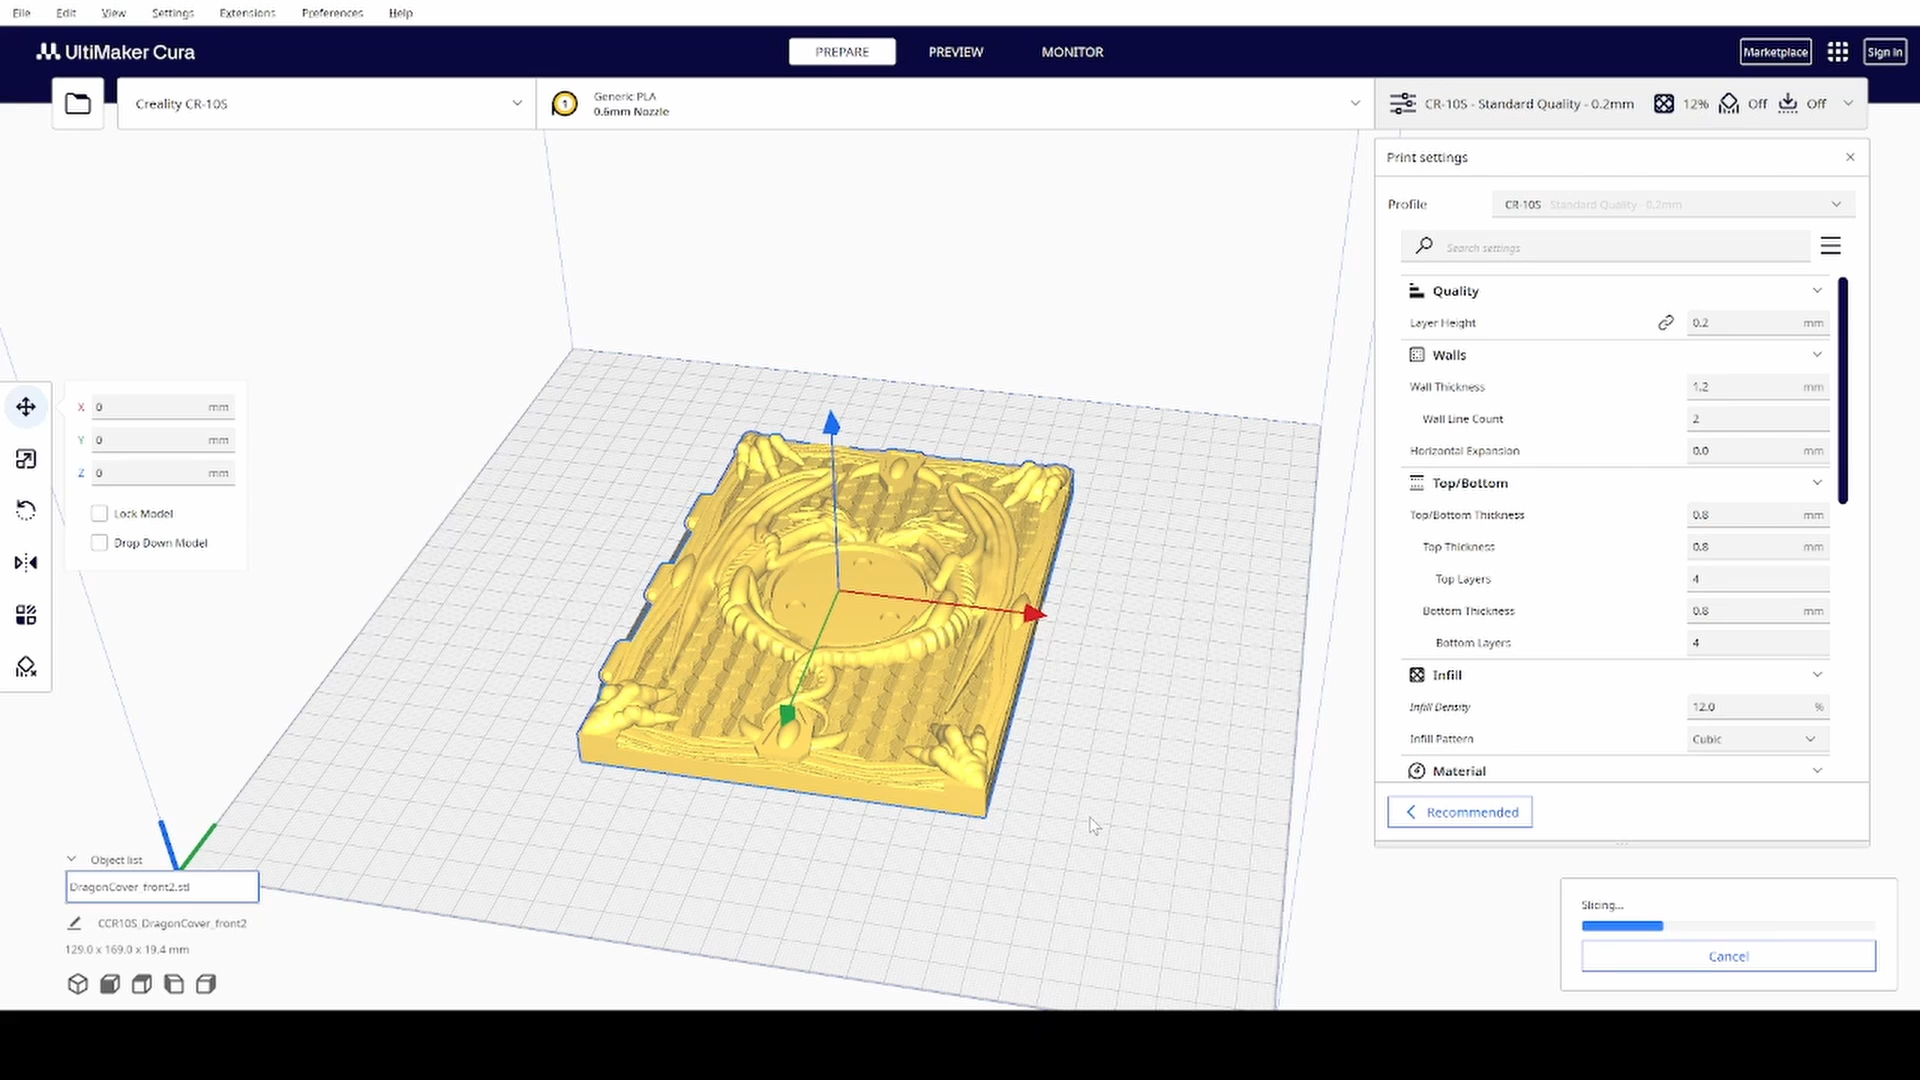 File Edit View Settings Extensions Preferences Help
UltiMaker Cura
PREPARE PREVIEW MONITOR
Marketplace
Sign in
Creality CR-10S
1
Generic PLA
0.6mm Nozzle
CR-10S - Standard Quality - 0.2mm 12% Off Off
Print settings
Profile CR-10S Standard Quality - 0.2mm
Search settings
Quality
Layer Height 0.2 mm
Walls
Wall Thickness 1.2 mm
Wall Line Count 2
Horizontal Expansion 0.0 mm
Top/Bottom
Top/Bottom Thickness 0.8 mm
Top Thickness 0.8 mm
Top Layers 4
Bottom Thickness 0.8 mm
Bottom Layers 4
Infill
Infill Density 12.0 %
Infill Pattern Cubic
Material
Recommended
X 0 mm
Y 0 mm
Z 0 mm
Lock Model
Drop Down Model
Object list
DragonCover_front2.stl
CCR10S_DragonCover_front2
129.0 x 169.0 x 19.4 mm
Slicing...
Cancel